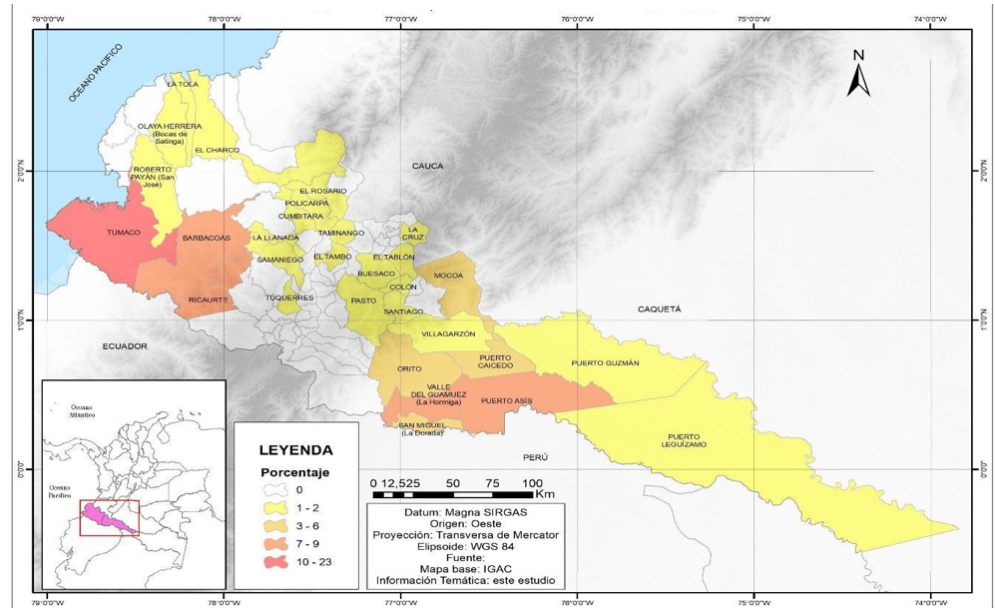 79°0'0"W
78°0'0"W
77°0'0"W
76°0'0"W
75°0'0"W
74°0'0"W
OCEANO PACIFICO
N
LA TOLA
OLAYA HERRERA
(Bocas de
Satinga)
EL CHARCO
2°0'0"N
2°0'0"N
ROBERTO
PAYÁN (San
José)
CAUCA
EL ROSARIO
POLICARPA
CUMBITARA
TUMACO
BARBACOAS
LA LLANADA
TAMINANGO
LA
CRUZ
SAMANIEGO
EL TAMBO
EL TABLÓN
BUESACO
MOCOA
COLÓN
RICAURTE
TÚQUERRES
PASTO
SANTIAGO
CAQUETÁ
1°0'0"N
1°0'0"N
VILLAGARZÓN
ECUADOR
PUERTO
CAICEDO
PUERTO GUZMÁN
ORITO
VALLE
DEL GUAMUEZ
(La Hormiga)
PUERTO ASÍS
SAN MIGUEL
(La Dorada)
PUERTO
LEGUÍZAMO
PERÚ
0°0'0"
0°0'0"
Oceano
Atlántico
Oceano
Pacífico
LEYENDA
Porcentaje
0
1 - 2
3 - 6
7 - 9
10 - 23
0 12,525 50 75 100
Km
Datum: Magna SIRGAS
Origen: Oeste
Proyección: Transversa de Mercator
Elipsoide: WGS 84
Fuente:
Mapa base: IGAC
Información Temática: este estudio
79°0'0"W
78°0'0"W
77°0'0"W
76°0'0"W
75°0'0"W
74°0'0"W